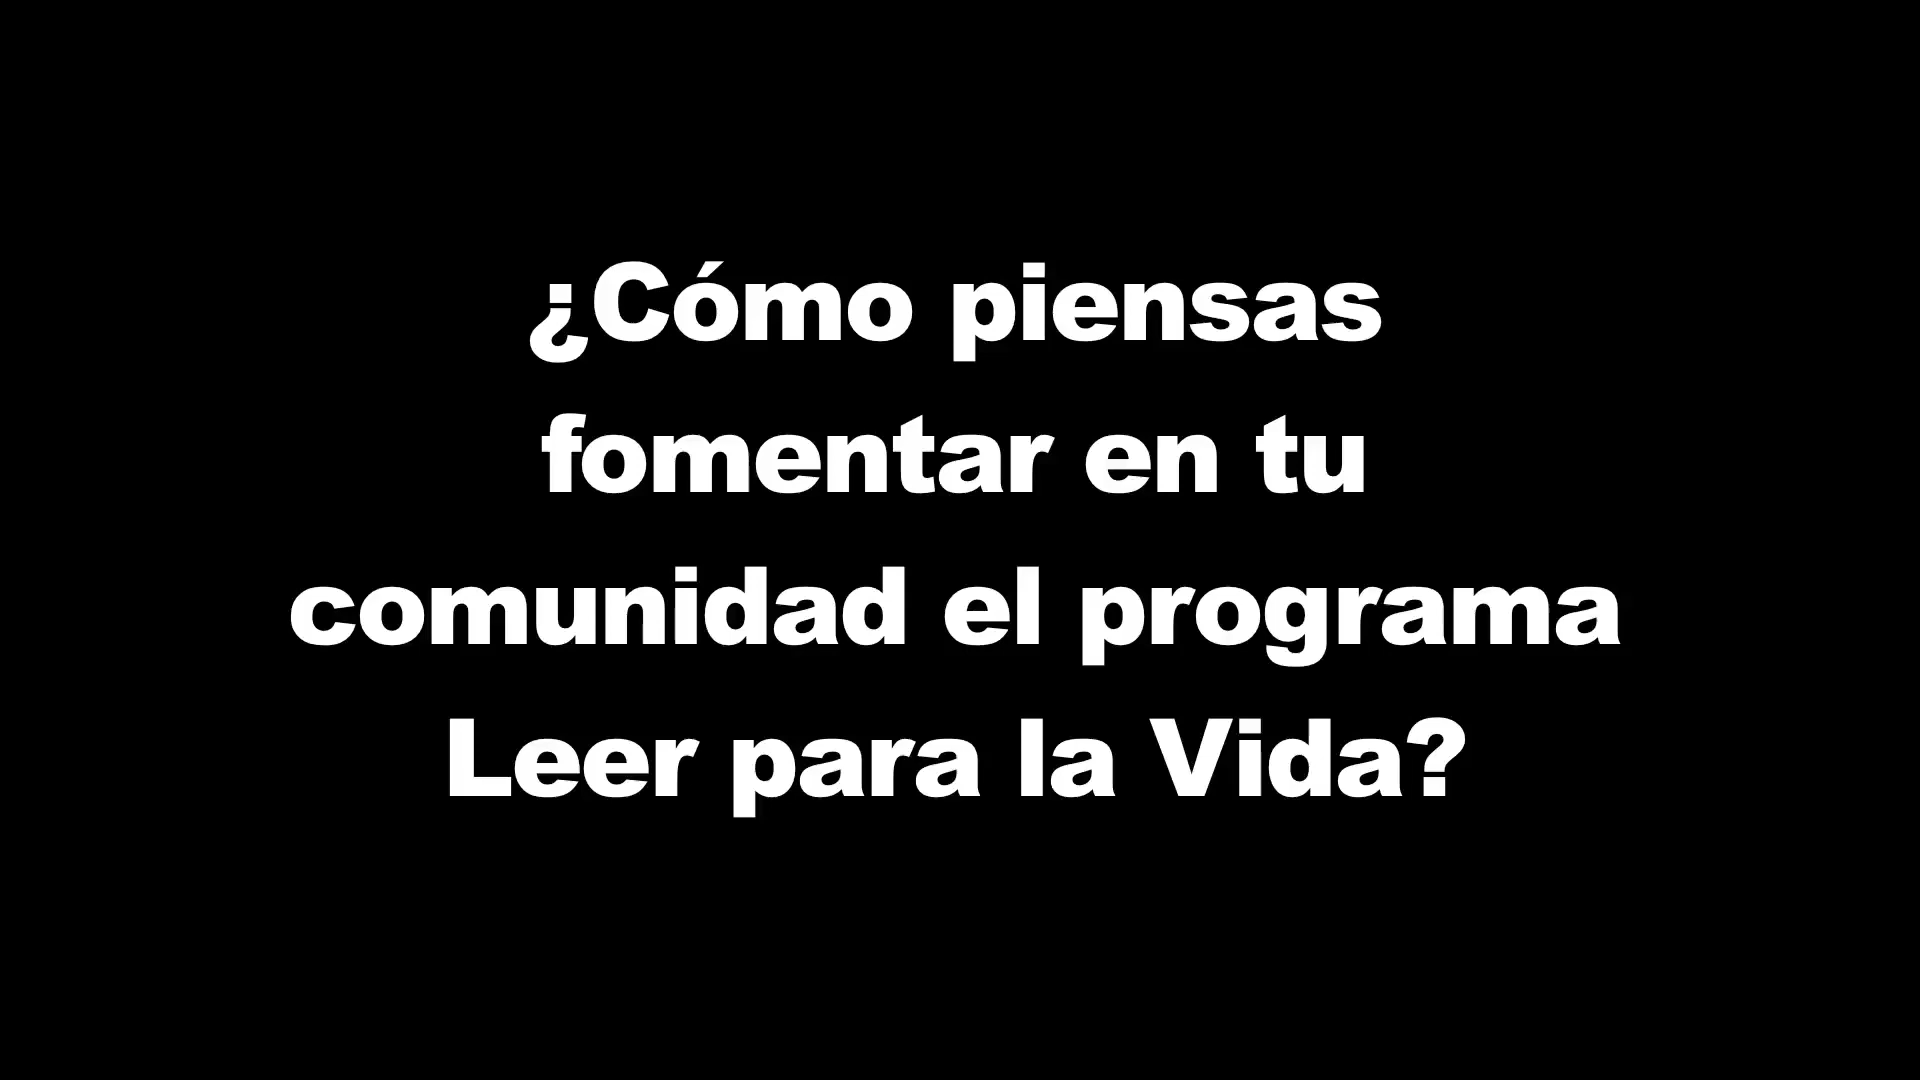 ¿Cómo piensas
fomentar en tu
comunidad el programa
Leer para la Vida?